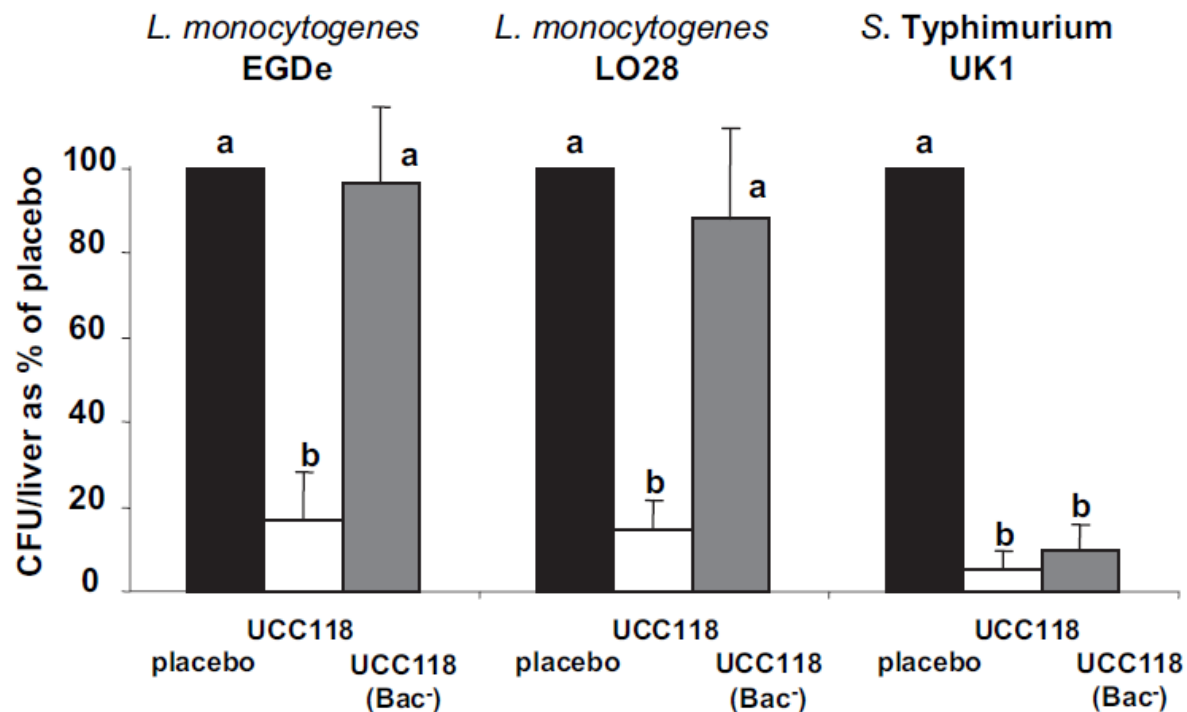 L. monocytogenes
EGDe
L. monocytogenes
LO28
S. Typhimurium
UK1
CFU/liver as % of placebo
100
80
60
40
20
0
a
b
a
a
b
a
a
b
b
placebo
UCC118
UCC118
(Bac-)
placebo
UCC118
UCC118
(Bac-)
placebo
UCC118
UCC118
(Bac-)